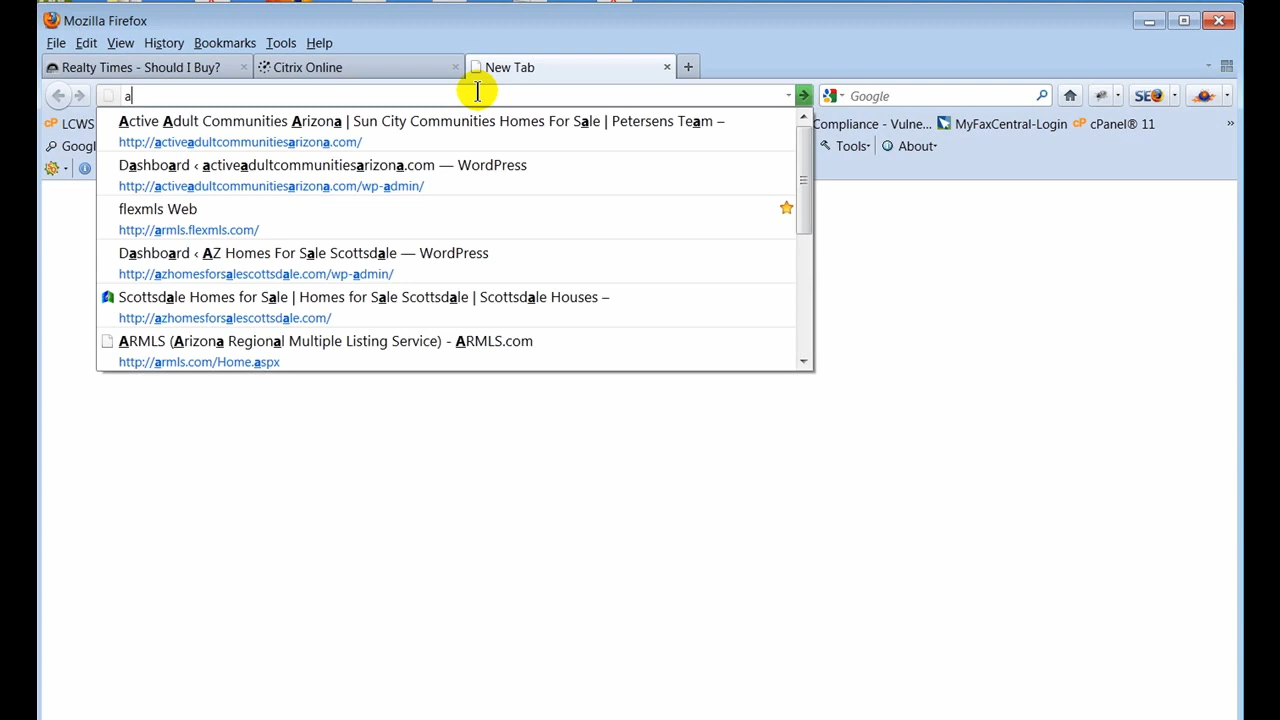 Mozilla Firefox
File Edit View History Bookmarks Tools Help
Realty Times - Should I Buy? Citrix Online New Tab
a Google
LCWS Compliance - Vulne... MyFaxCentral-Login cPanel® 11
Googl Tools About
Active Adult Communities Arizona | Sun City Communities Homes For Sale | Petersens Team –
http://activeadultcommunitiesarizona.com/
Dashboard ‹ activeadultcommunitiesarizona.com — WordPress
http://activeadultcommunitiesarizona.com/wp-admin/
flexmls Web
http://armls.flexmls.com/
Dashboard ‹ AZ Homes For Sale Scottsdale — WordPress
http://azhomesforsalescottsdale.com/wp-admin/
Scottsdale Homes for Sale | Homes for Sale Scottsdale | Scottsdale Houses –
http://azhomesforsalescottsdale.com/
ARMLS (Arizona Regional Multiple Listing Service) - ARMLS.com
http://armls.com/Home.aspx